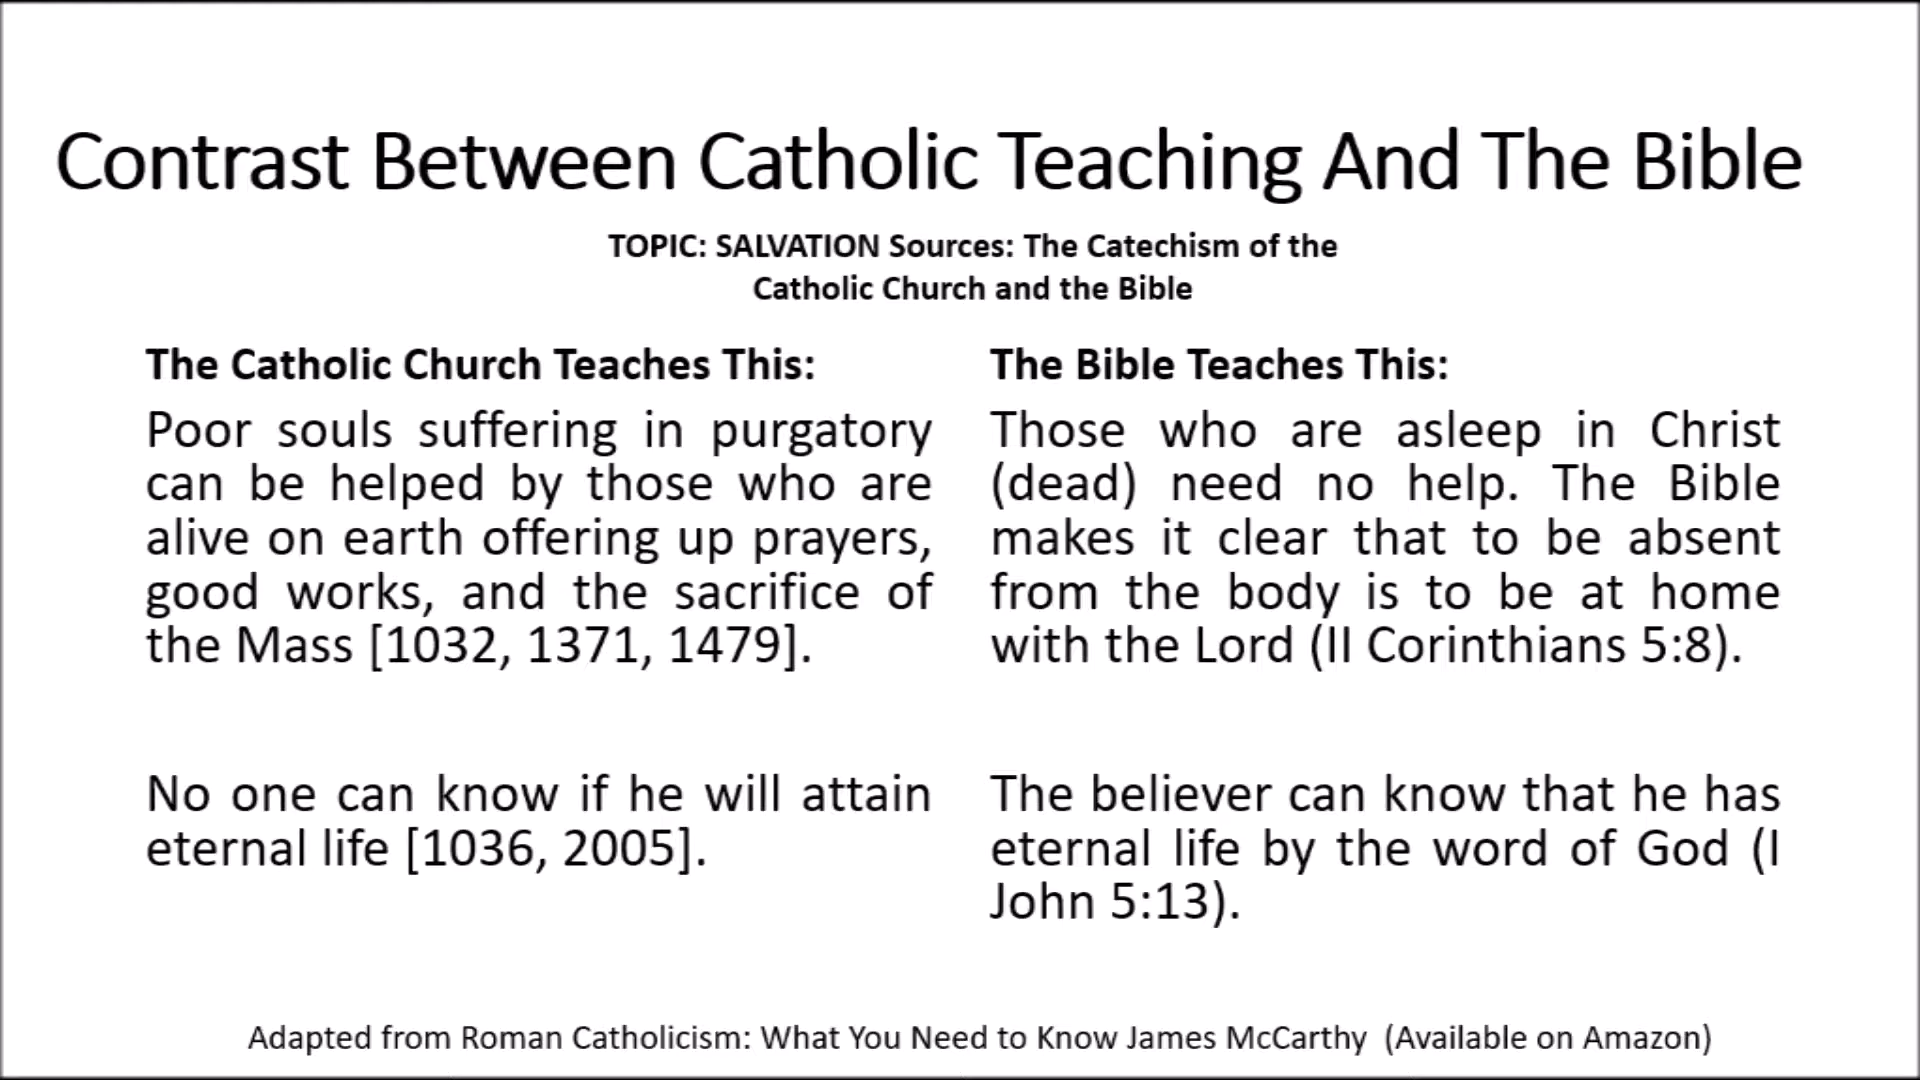 Contrast Between Catholic Teaching And The Bible
TOPIC: SALVATION Sources: The Catechism of the
Catholic Church and the Bible
The Catholic Church Teaches This:
Poor souls suffering in purgatory
can be helped by those who are
alive on earth offering up prayers,
good works, and the sacrifice of
the Mass [1032, 1371, 1479].
No one can know if he will attain
eternal life [1036, 2005].
The Bible Teaches This:
Those who are asleep in Christ
(dead) need no help. The Bible
makes it clear that to be absent
from the body is to be at home
with the Lord (II Corinthians 5:8).
The believer can know that he has
eternal life by the word of God (I
John 5:13).
Adapted from Roman Catholicism: What You Need to Know James McCarthy (Available on Amazon)